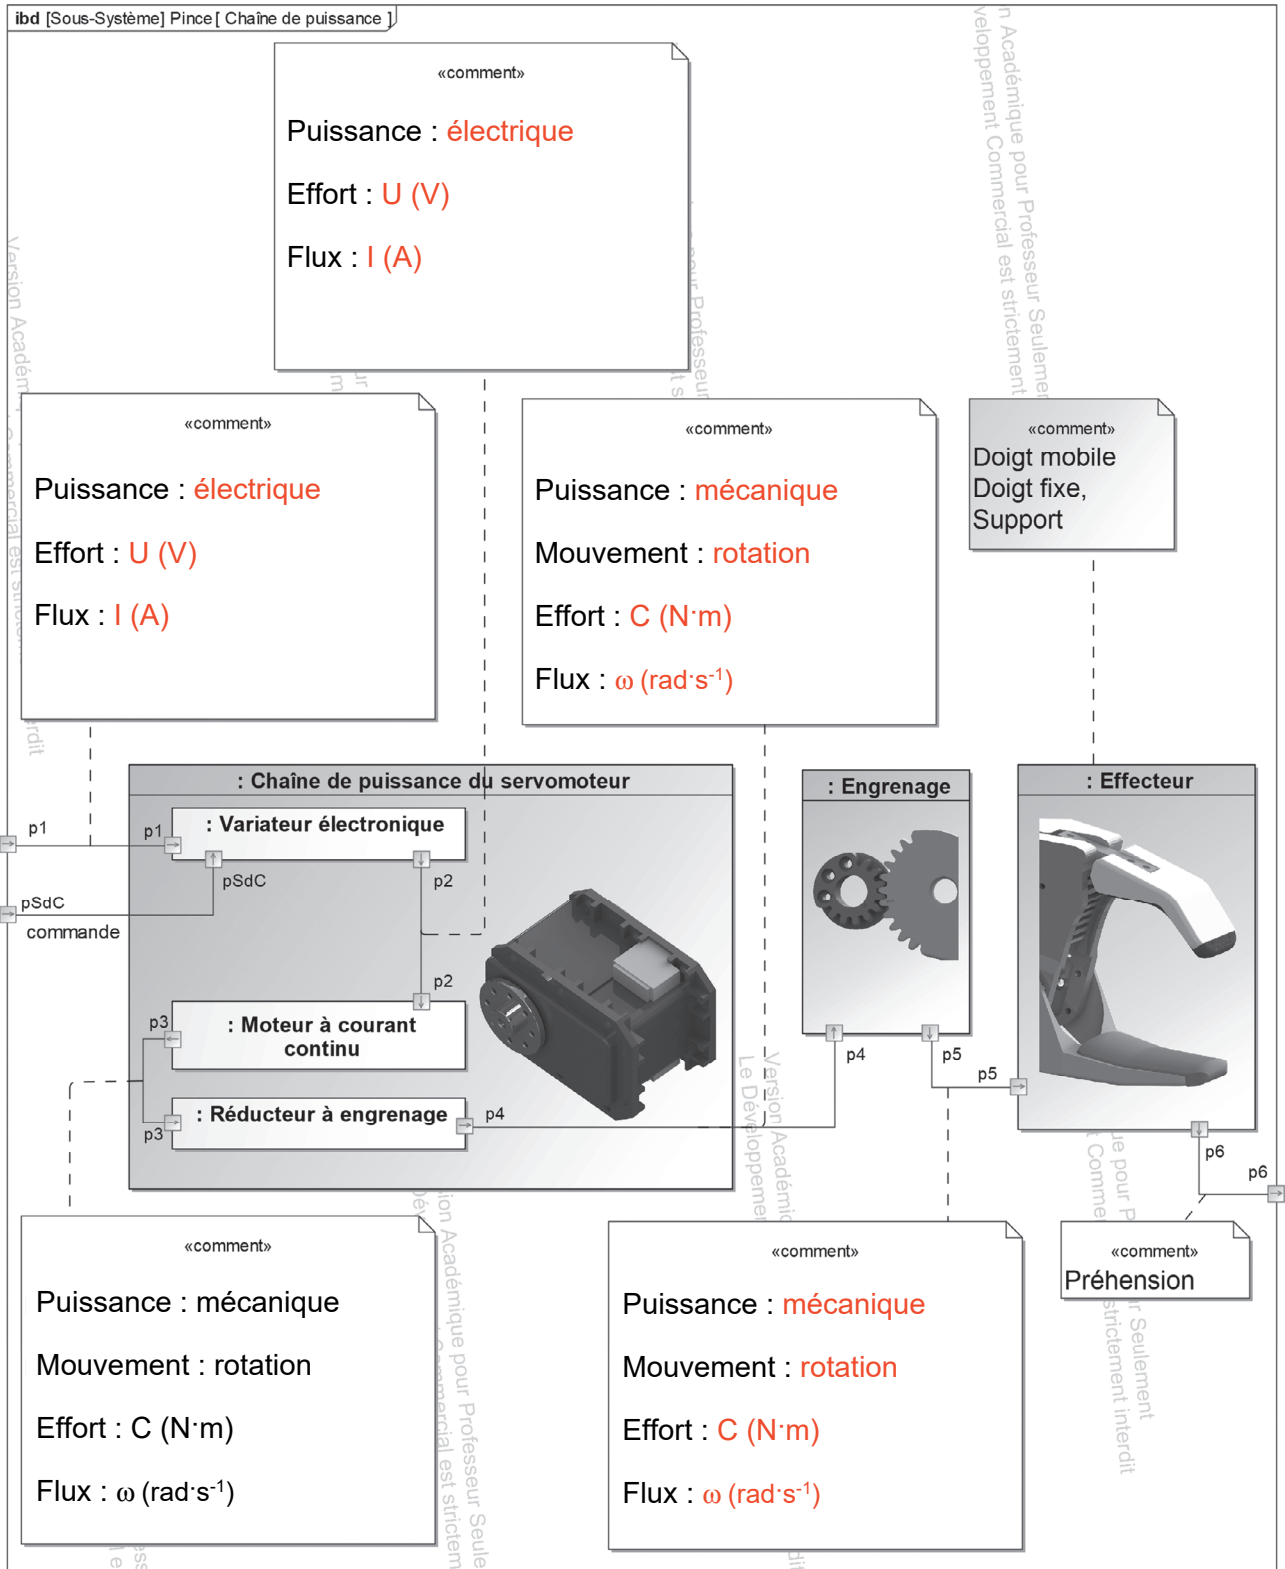 ibd [Sous-Système] Pince [ Chaîne de puissance ]
«comment»
Puissance : électrique
Effort : U (V)
Flux : I (A)
«comment»
Puissance : électrique
Effort : U (V)
Flux : I (A)
«comment»
Puissance : mécanique
Mouvement : rotation
Effort : C (N·m)
Flux : ω (rad·s-1)
«comment»
Doigt mobile
Doigt fixe,
Support
: Chaîne de puissance du servomoteur
: Engrenage
: Effecteur
p1
p1
: Variateur électronique
pSdC
p2
pSdC
commande
p2
p3
: Moteur à courant
continu
p4
p5
p5
: Réducteur à engrenage
p4
p3
p6
p6
«comment»
Puissance : mécanique
Mouvement : rotation
Effort : C (N·m)
Flux : ω (rad·s-1)
«comment»
Puissance : mécanique
Mouvement : rotation
Effort : C (N·m)
Flux : ω (rad·s-1)
«comment»
Préhension